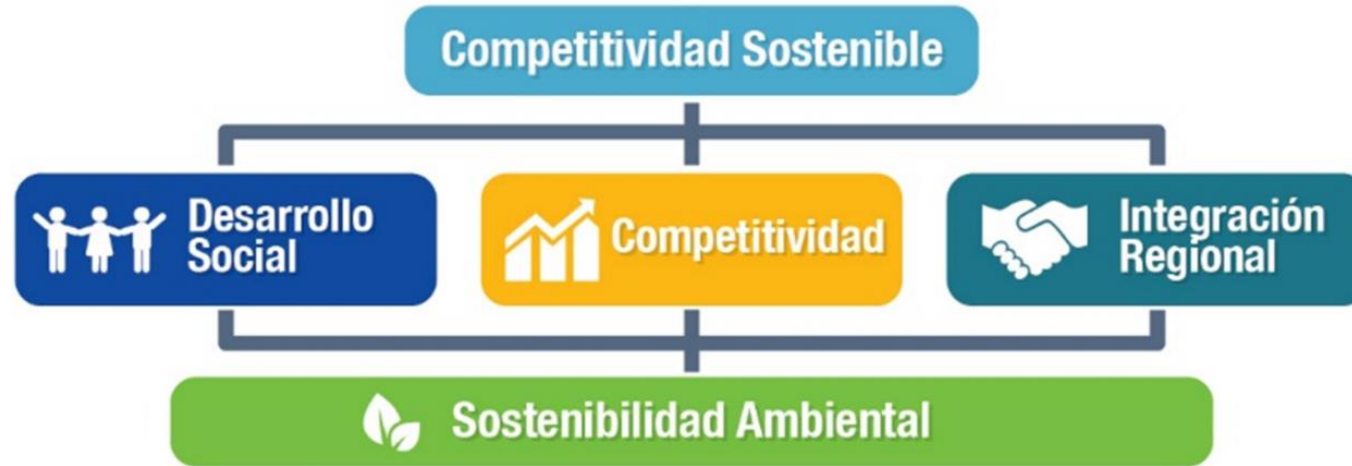 Competitividad Sostenible
Desarrollo
Social
Competitividad
Integración
Regional
Sostenibilidad Ambiental